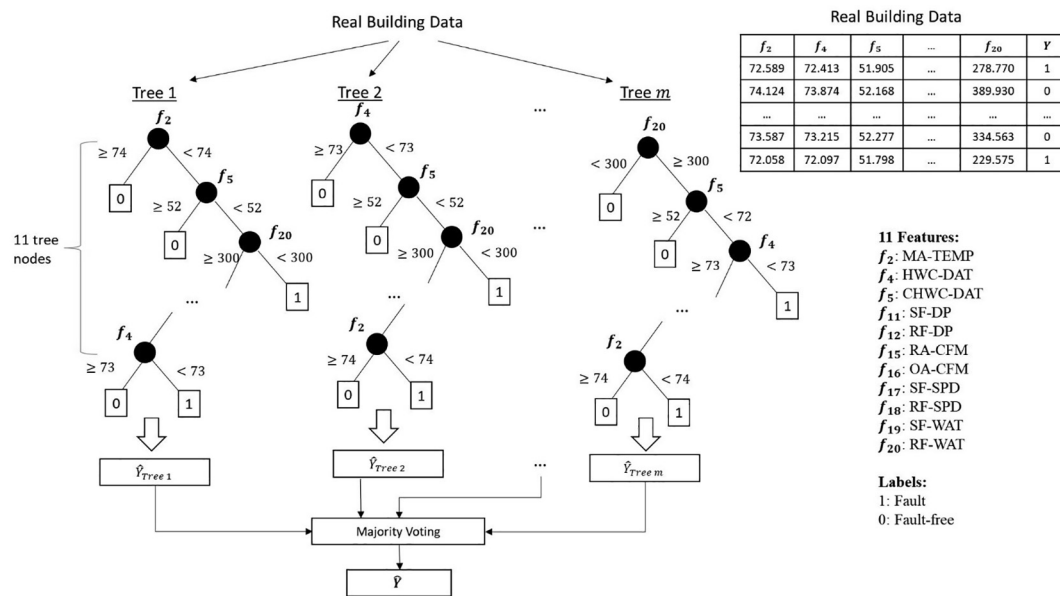 Real Building Data
Real Building Data
f₂ f₄ f₅ ... f₂₀ Y
72.589 72.413 51.905 ... 278.770 1
74.124 73.874 52.168 ... 389.930 0
... ... ... ... ... ...
73.587 73.215 52.277 ... 334.563 0
72.058 72.097 51.798 ... 229.575 1
Tree 1
f₂
≥ 74 < 74
0
f₅
≥ 52 < 52
0
f₂₀
≥ 300 < 300
1
...
f₄
≥ 73 < 73
0 1
11 tree
nodes
Ŷ_Tree 1
Tree 2
f₄
≥ 73 < 73
0
f₅
≥ 52 < 52
0
f₂₀
≥ 300 < 300
1
...
f₂
≥ 74 < 74
0 1
Ŷ_Tree 2
...
...
...
Tree m
f₂₀
< 300 ≥ 300
0
f₅
≥ 52 < 72
0
f₄
≥ 73 < 73
1
...
f₂
≥ 74 < 74
0 1
Ŷ_Tree m
Majority Voting
Ŷ
11 Features:
f₂: MA-TEMP
f₄: HWC-DAT
f₅: CHWC-DAT
f₁₁: SF-DP
f₁₂: RF-DP
f₁₅: RA-CFM
f₁₆: OA-CFM
f₁₇: SF-SPD
f₁₈: RF-SPD
f₁₉: SF-WAT
f₂₀: RF-WAT
Labels:
1: Fault
0: Fault-free